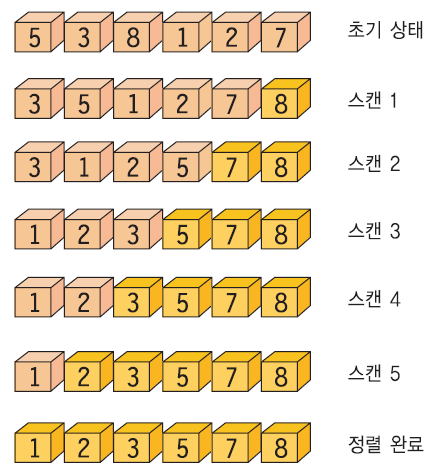 5 3 8 1 2 7 초기 상태
3 5 1 2 7 8 스캔 1
3 1 2 5 7 8 스캔 2
1 2 3 5 7 8 스캔 3
1 2 3 5 7 8 스캔 4
1 2 3 5 7 8 스캔 5
1 2 3 5 7 8 정렬 완료